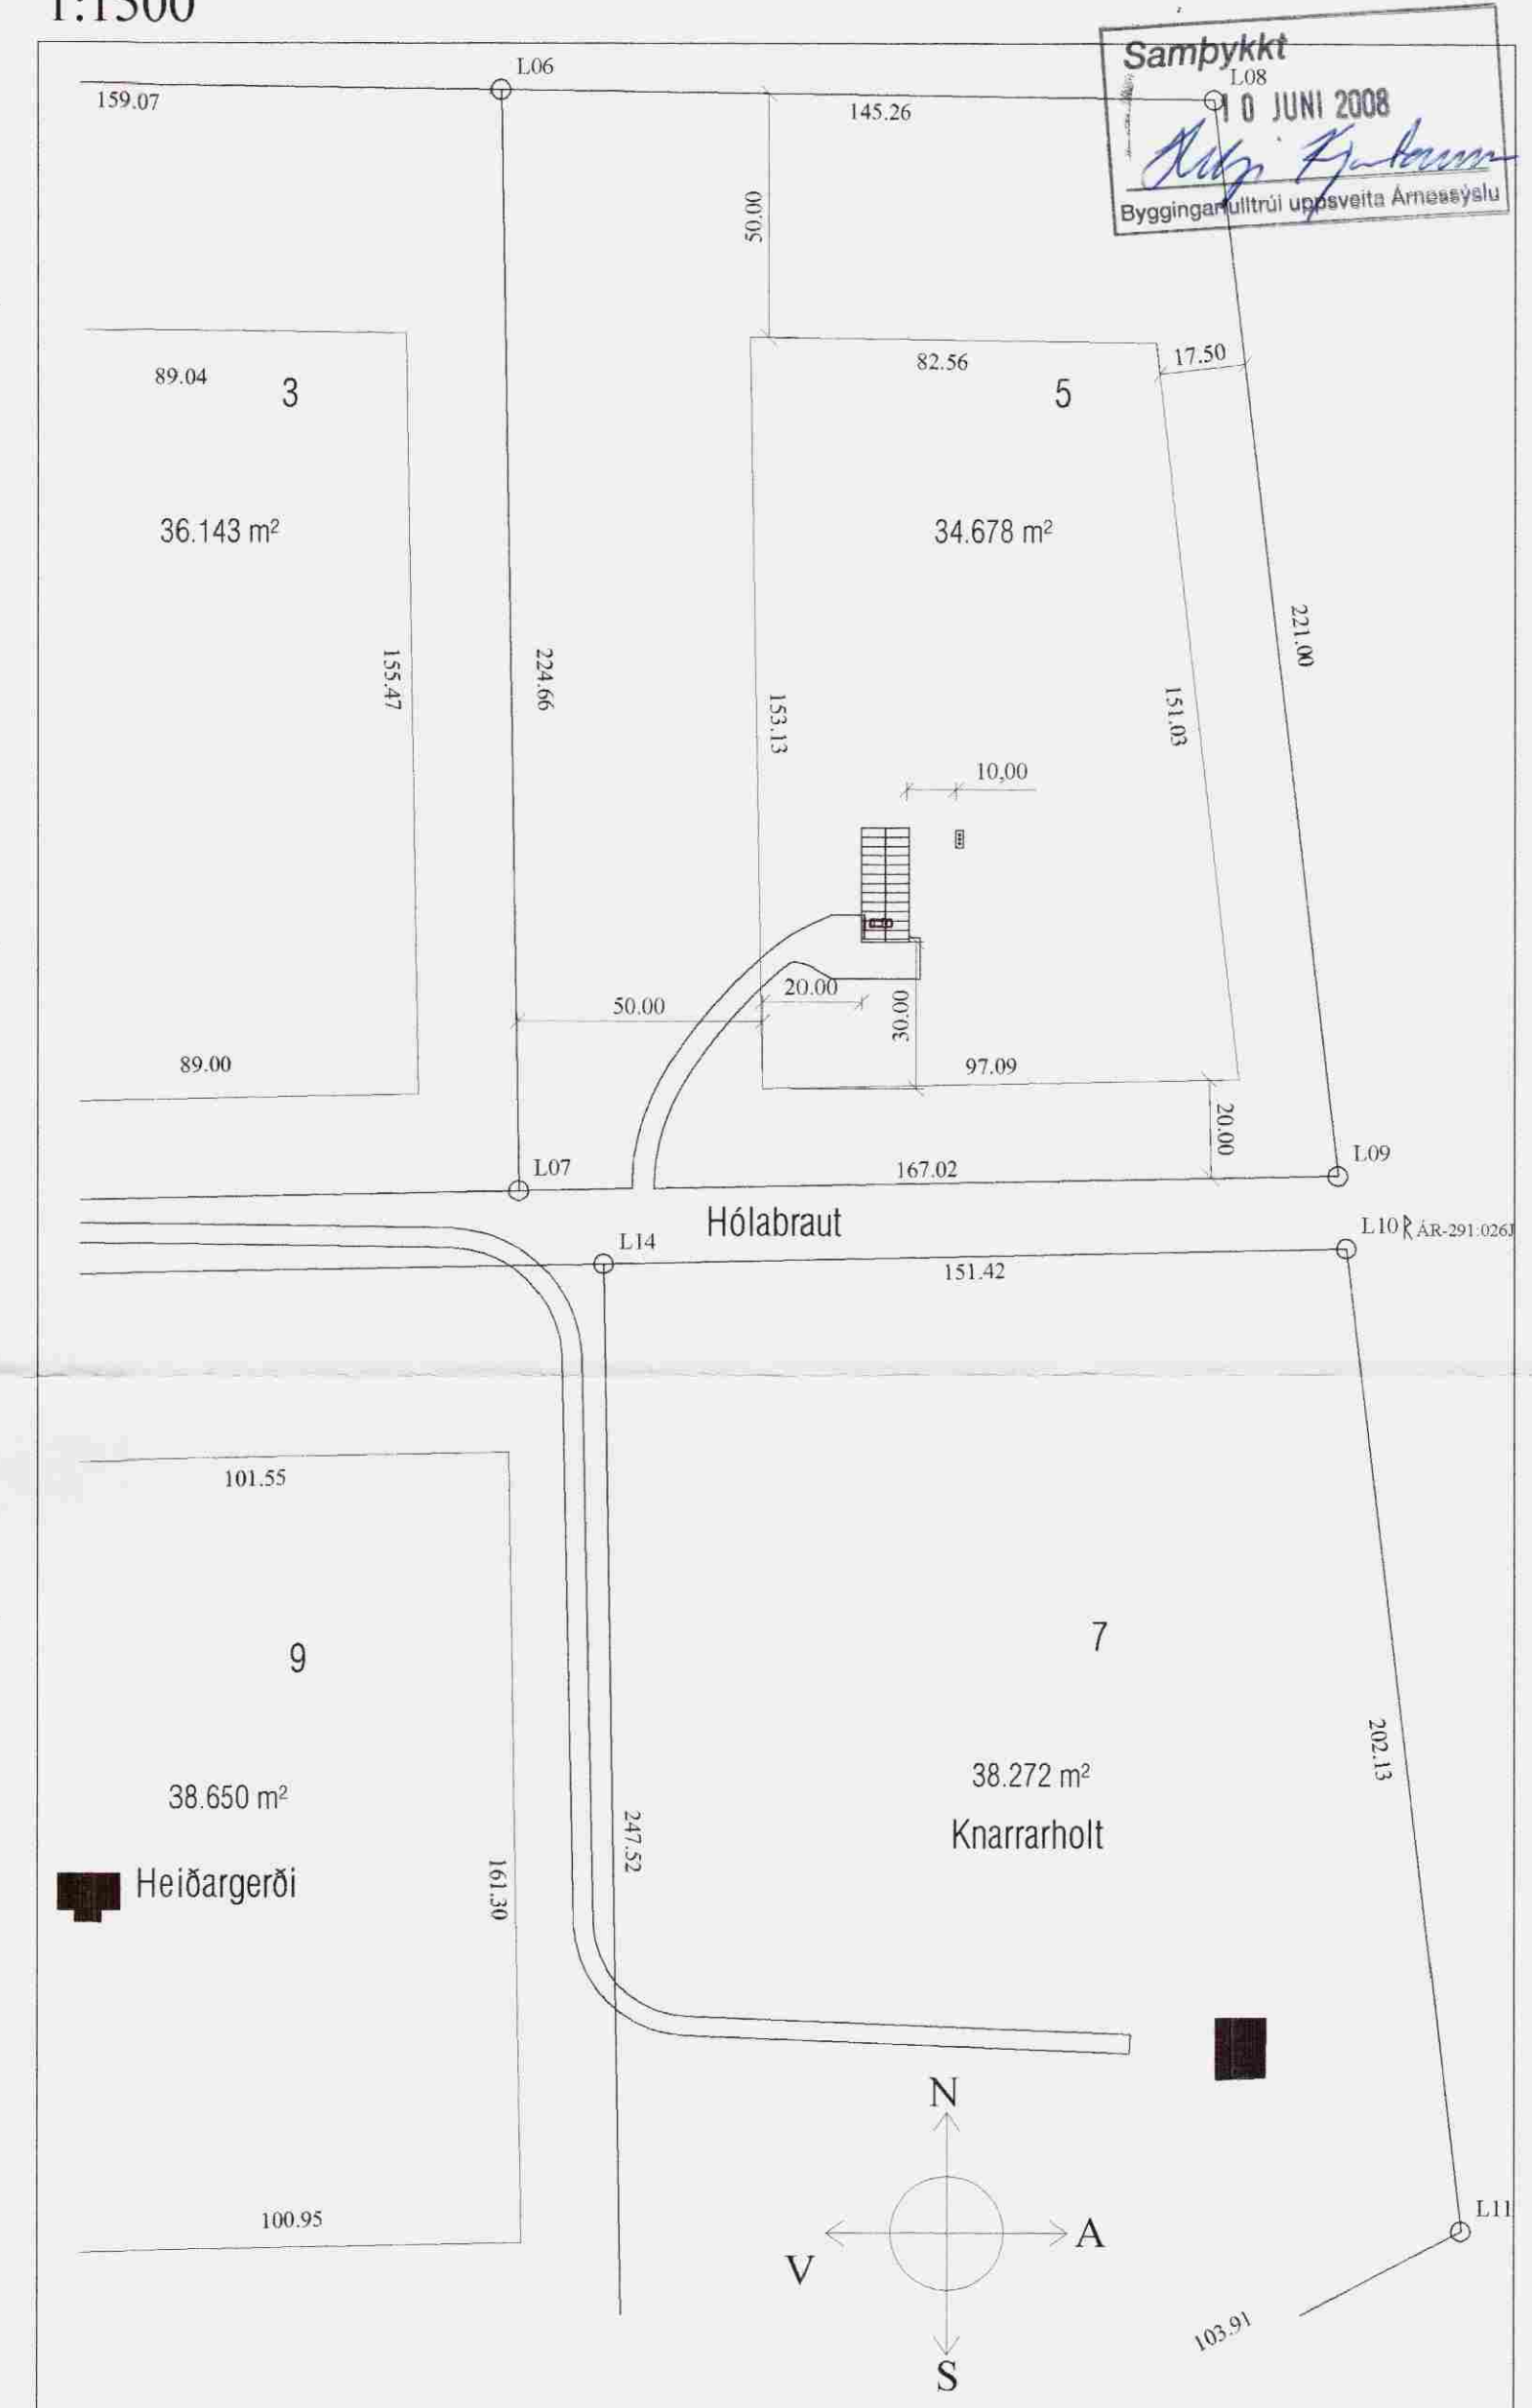 1:1500
Samþykkt
L06
L08
159.07
145.26
10 JUNI 2008
50.00
Byggingarfulltrúi uppsveita Árnessýslu
82.56
17.50
89.04
3
5
36.143 m²
34.678 m²
221.00
155.47
224.66
153.13
151.03
10,00
20.00
50.00
30.00
89.00
97.09
20.00
L07
167.02
L09
Hólabraut
L14
L10 ÁR-291:026J
151.42
101.55
9
7
202.13
38.650 m²
38.272 m²
247.52
Knarrarholt
Heiðargerði
161.30
N
L11
100.95
A
V
103.91
S